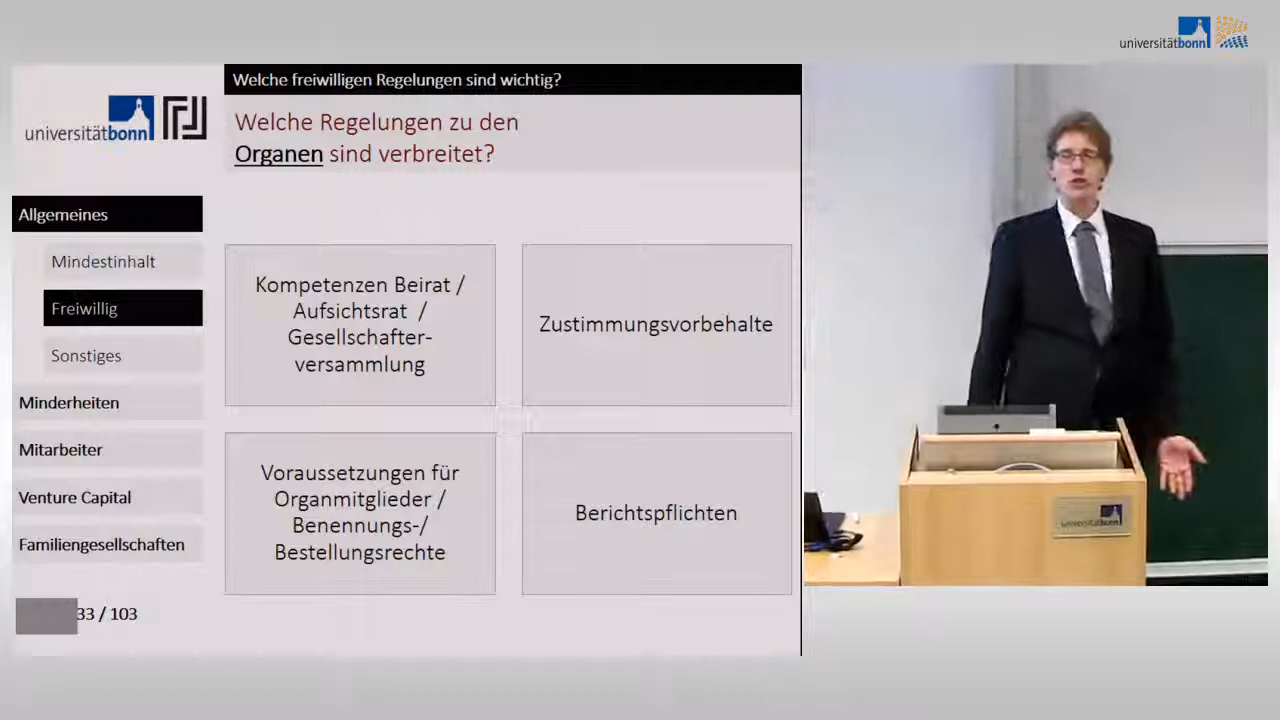 universitätbonn
Welche freiwilligen Regelungen sind wichtig?
universitätbonn
Welche Regelungen zu den
Organen sind verbreitet?
Allgemeines
Mindestinhalt
Freiwillig
Sonstiges
Minderheiten
Mitarbeiter
Venture Capital
Familiengesellschaften
33 / 103
Kompetenzen Beirat /
Aufsichtsrat /
Gesellschafter-
versammlung
Zustimmungsvorbehalte
Voraussetzungen für
Organmitglieder /
Benennungs-/
Bestellungsrechte
Berichtspflichten
universitätbonn